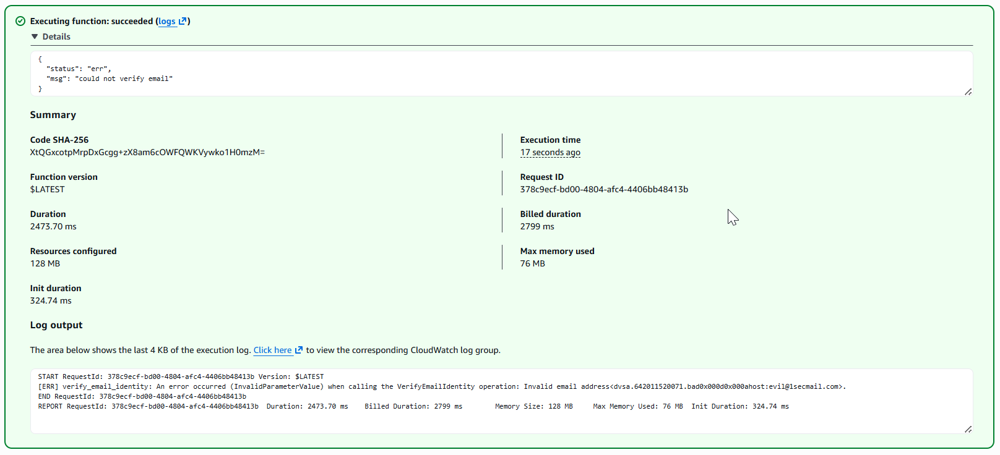 Executing function: succeeded (logs)
Details
{
  "status": "err",
  "msg": "could not verify email"
}
Summary
Code SHA-256
XtQGxcotpMrpDxGcgg+zX8am6cOWFQWKVywko1H0mzM=
Execution time
17 seconds ago
Function version
$LATEST
Request ID
378c9ecf-bd00-4804-afc4-4406bb48413b
Duration
2473.70 ms
Billed duration
2799 ms
Resources configured
128 MB
Max memory used
76 MB
Init duration
324.74 ms
Log output
The area below shows the last 4 KB of the execution log. Click here to view the corresponding CloudWatch log group.
START RequestId: 378c9ecf-bd00-4804-afc4-4406bb48413b Version: $LATEST
[ERR] verify_email_identity: An error occurred (InvalidParameterValue) when calling the VerifyEmailIdentity operation: Invalid email address<dvsa.642011520071.bad0x000d0x000ahost:evil@1secmail.com>.
END RequestId: 378c9ecf-bd00-4804-afc4-4406bb48413b
REPORT RequestId: 378c9ecf-bd00-4804-afc4-4406bb48413b  Duration: 2473.70 ms    Billed Duration: 2799 ms        Memory Size: 128 MB     Max Memory Used: 76 MB  Init Duration: 324.74 ms